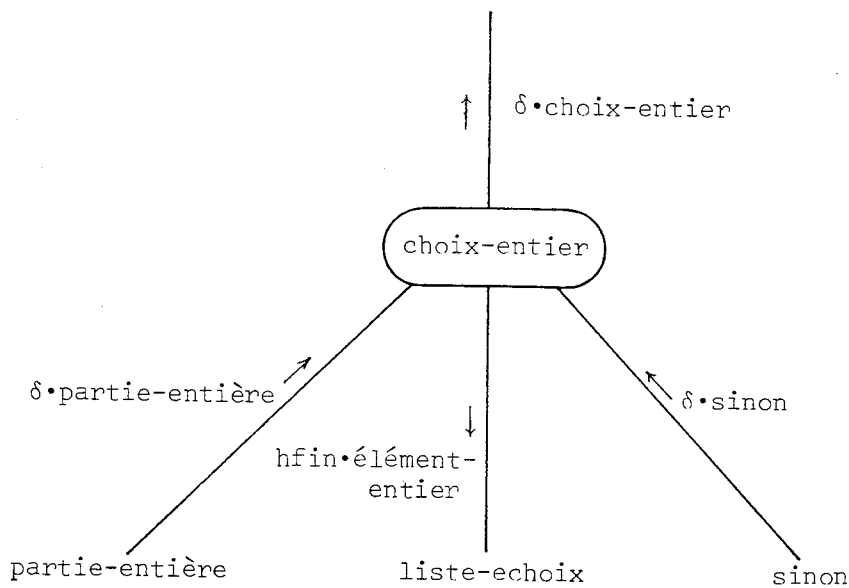 δ•choix-entier
choix-entier
δ•partie-entière
δ•sinon
hfin•élément-
entier
partie-entière
liste-echoix
sinon